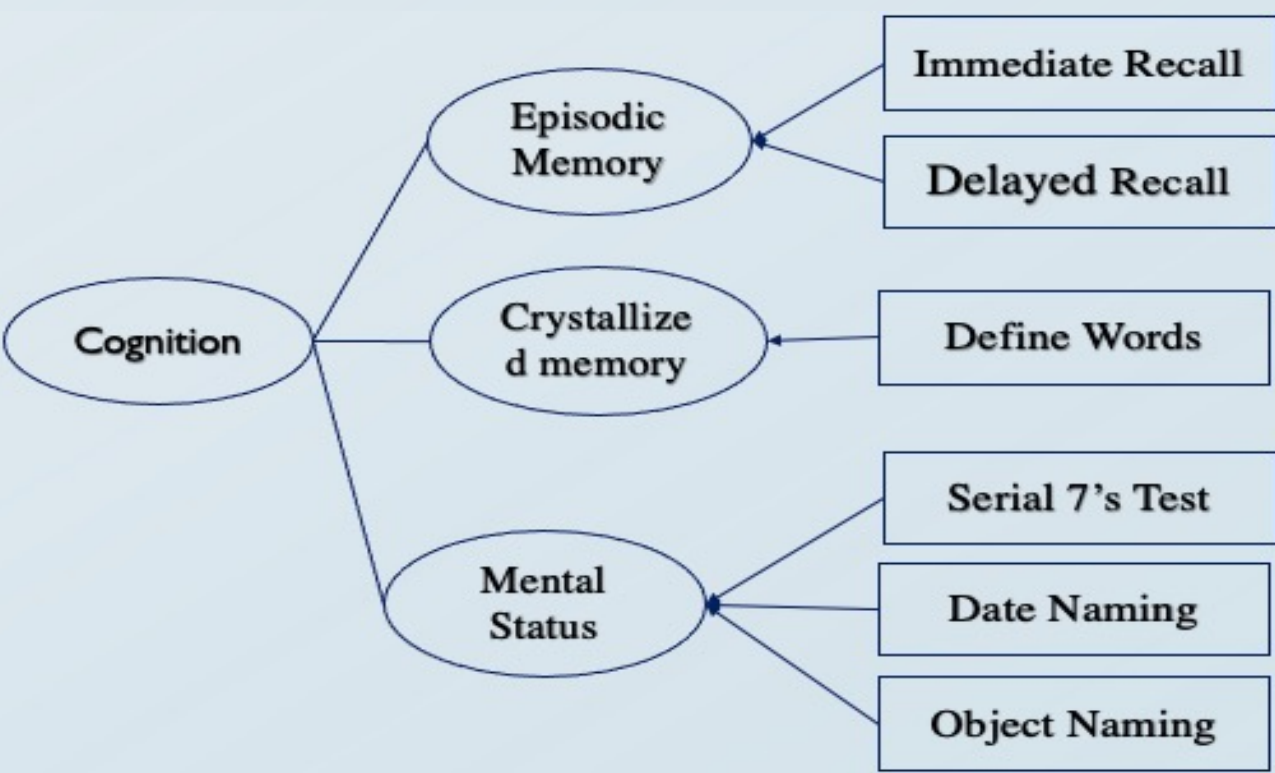 Cognition
Episodic
Memory
Immediate Recall
Delayed Recall
Crystallize
d memory
Define Words
Mental
Status
Serial 7’s Test
Date Naming
Object Naming